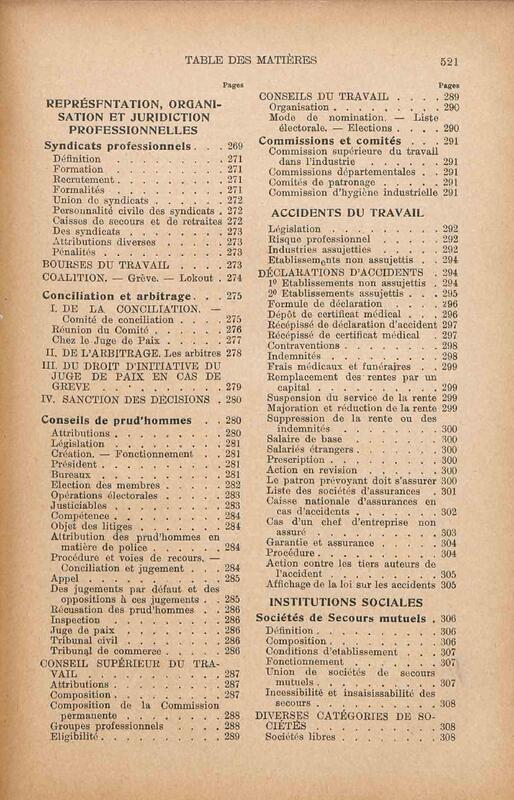 TABLE DES MATIÈRES 521
Pages
REPRÉSENTATION, ORGANI-
SATION ET JURIDICTION
PROFESSIONNELLES
Syndicats professionnels . . . 269
Définition . . . . . . . . . 271
Formation . . . . . . . . . 271
Recrutement . . . . . . . . . 271
Formalités . . . . . . . . . 271
Union de syndicats . . . . . 272
Personnalité civile des syndicats . 272
Caisses de secours et de retraites 272
Des syndicats . . . . . . . . 273
Attributions diverses . . . . . 273
Pénalités . . . . . . . . . . 273
BOURSES DU TRAVAIL . . . . 273
COALITION. — Grève. — Lokout . 274
Conciliation et arbitrage. . . 275
I. DE LA CONCILIATION. —
Comité de conciliation . . . . 275
Réunion du Comité . . . . . 276
Chez le Juge de Paix . . . . . 277
II. DE L'ARBITRAGE. Les arbitres 278
III. DU DROIT D'INITIATIVE DU
JUGE DE PAIX EN CAS DE
GREVE . . . . . . . . . . 279
IV. SANCTION DES DÉCISIONS . 280
Conseils de prud'hommes . . 280
Attributions . . . . . . . . . 280
Législation . . . . . . . . . 281
Création. — Fonctionnement . . 281
Président . . . . . . . . . . 281
Bureaux . . . . . . . . . . 281
Election des membres . . . . 282
Opérations électorales . . . . 283
Justiciables . . . . . . . . . 283
Compétence . . . . . . . . . 284
Objet des litiges . . . . . . . 284
Attribution des prud'hommes en
matière de police . . . . . . 284
Procédure et voies de recours. —
Conciliation et jugement . . . 284
Appel . . . . . . . . . . . 285
Des jugements par défaut et des
oppositions à ces jugements . . 285
Récusation des prud'hommes . . 286
Inspection . . . . . . . . . 286
Juge de paix . . . . . . . . 286
Tribunal civil . . . . . . . . 286
Tribunal de commerce . . . . . 286
CONSEIL SUPÉRIEUR DU TRA-
VAIL . . . . . . . . . . . 287
Attributions . . . . . . . . . 287
Composition . . . . . . . . . 287
Composition de la Commission
permanente . . . . . . . . 288
Groupes professionnels . . . . 288
Eligibilité . . . . . . . . . . 289
Pages
CONSEILS DU TRAVAIL . . . . 289
Organisation . . . . . . . . . 290
Mode de nomination. — Liste
électorale. — Elections . . . . 290
Commissions et comités . . . 291
Commission supérieure du travail
dans l'industrie . . . . . . . 291
Commissions départementales . . 291
Comités de patronage . . . . . 291
Commission d'hygiène industrielle 291
ACCIDENTS DU TRAVAIL
Législation . . . . . . . . . 292
Risque professionnel . . . . . 292
Industries assujetties . . . . . 292
Etablissements non assujettis . . 294
DÉCLARATIONS D'ACCIDENTS . 294
1º Etablissements non assujettis . 294
2º Etablissements assujettis . . . 295
Formule de déclaration . . . . 296
Dépôt de certificat médical . . . 296
Récépissé de déclaration d'accident 297
Récépissé de certificat médical . 297
Contraventions . . . . . . . . 298
Indemnités . . . . . . . . . 298
Frais médicaux et funéraires . . 299
Remplacement des rentes par un
capital . . . . . . . . . . 299
Suspension du service de la rente 299
Majoration et réduction de la rente 299
Suppression de la rente ou des
indemnités . . . . . . . . . 300
Salaire de base . . . . . . . 300
Salariés étrangers . . . . . . . 300
Prescription . . . . . . . . . 300
Action en revision . . . . . . 300
Le patron prévoyant doit s'assurer 300
Liste des sociétés d'assurances . 301
Caisse nationale d'assurances en
cas d'accidents . . . . . . . 302
Cas d'un chef d'entreprise non
assuré . . . . . . . . . . 303
Garantie et assurance . . . . . 304
Procédure . . . . . . . . . . 304
Action contre les tiers auteurs de
l'accident . . . . . . . . . 305
Affichage de la loi sur les accidents 305
INSTITUTIONS SOCIALES
Sociétés de Secours mutuels . 306
Définition . . . . . . . . . . 306
Composition . . . . . . . . . 306
Conditions d'etablissement . . . 307
Fonctionnement . . . . . . . 307
Union de sociétés de secours
mutuels . . . . . . . . . . 307
Incessibilité et insaisissabilité des
secours . . . . . . . . . . 308
DIVERSES CATÉGORIES DE SO-
CIÉTÉS . . . . . . . . . . 308
Sociétés libres . . . . . . . . 308